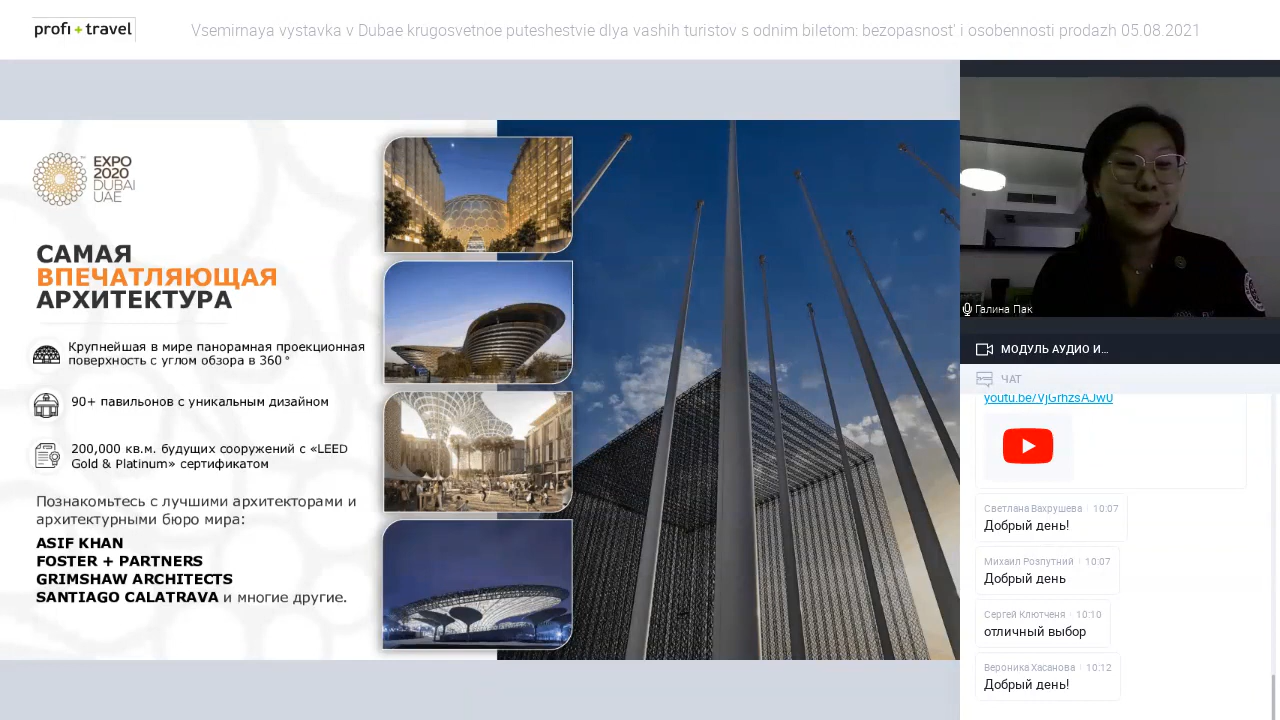 profi+travel
Vsemirnaya vystavka v Dubae krugosvetnoe puteshestvie dlya vashih turistov s odnim biletom: bezopasnost' i osobennosti prodazh 05.08.2021
EXPO
2020
DUBAI
UAE
САМАЯ
ВПЕЧАТЛЯЮЩАЯ
АРХИТЕКТУРА
Крупнейшая в мире панорамная проекционная
поверхность с углом обзора в 360°
90+ павильонов с уникальным дизайном
200,000 кв.м. будущих сооружений с «LEED
Gold & Platinum» сертификатом
Познакомьтесь с лучшими архитекторами и
архитектурными бюро мира:
ASIF KHAN
FOSTER + PARTNERS
GRIMSHAW ARCHITECTS
SANTIAGO CALATRAVA и многие другие.
Галина Пак
МОДУЛЬ АУДИО И...
ЧАТ
youtu.be/VjGrhzsAJw0
Светлана Вахрушева 10:07
Добрый день!
Михаил Розпутний 10:07
Добрый день
Сергей Клютченя 10:10
отличный выбор
Вероника Хасанова 10:12
Добрый день!